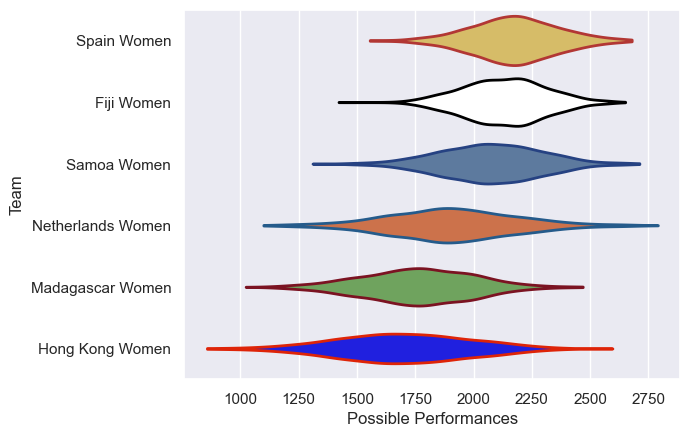 Spain Women
Fiji Women
Samoa Women
Netherlands Women
Madagascar Women
Hong Kong Women
Team
1000 1250 1500 1750 2000 2250 2500 2750
Possible Performances